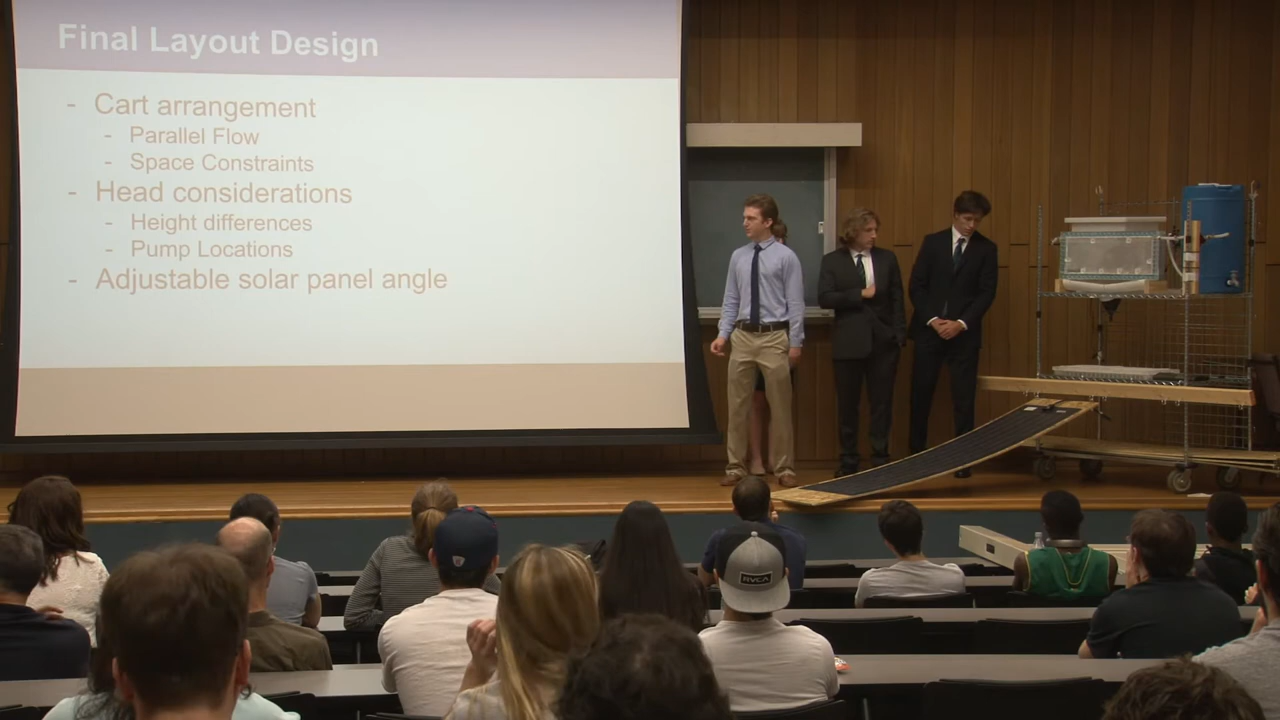 Final Layout Design
- Cart arrangement
- Parallel Flow
- Space Constraints
- Head considerations
- Height differences
- Pump Locations
- Adjustable solar panel angle
RVCA